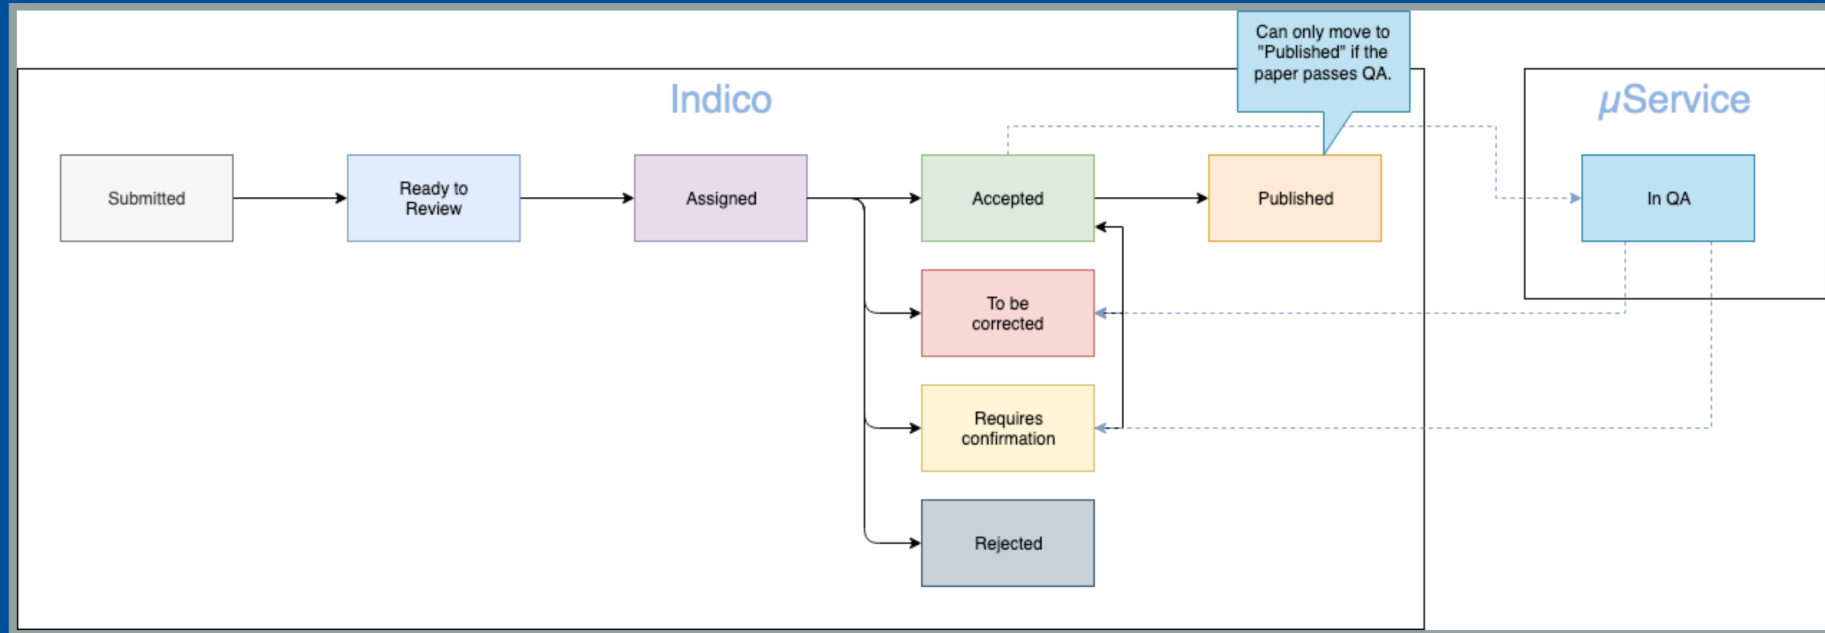 Can only move to
"Published" if the
paper passes QA.
Indico
µService
Submitted
Ready to
Review
Assigned
Accepted
Published
In QA
To be
corrected
Requires
confirmation
Rejected